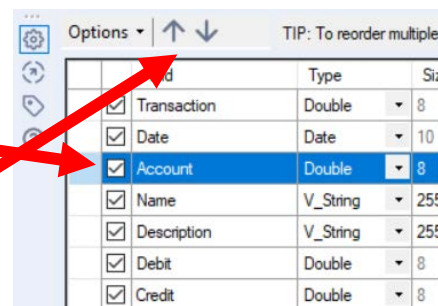 Options TIP: To reorder multiple
Type Siz
Transaction Double 8
Date Date 10
Account Double 8
Name V_String 255
Description V_String 255
Debit Double 8
Credit Double 8